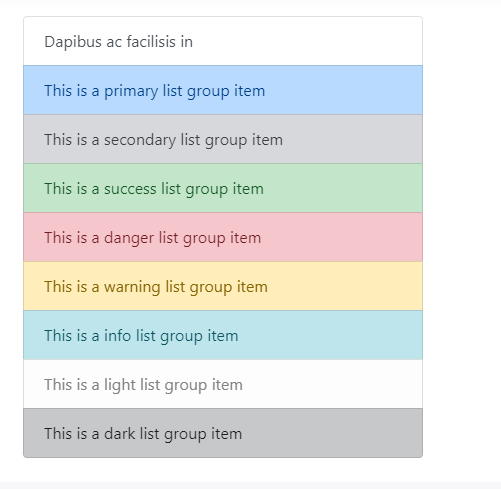 Dapibus ac facilisis in
This is a primary list group item
This is a secondary list group item
This is a success list group item
This is a danger list group item
This is a warning list group item
This is a info list group item
This is a light list group item
This is a dark list group item